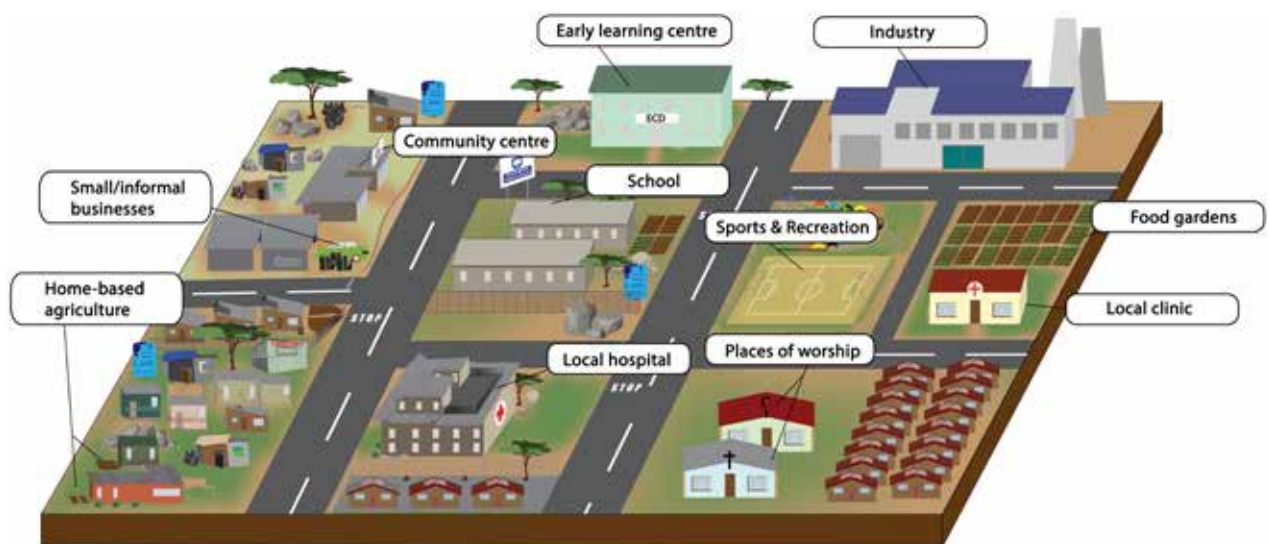 Early learning centre
Industry
ECD
Community centre
School
Small/informal
businesses
Sports & Recreation
Food gardens
Home-based
agriculture
STOP
Local clinic
Local hospital
Places of worship
STOP